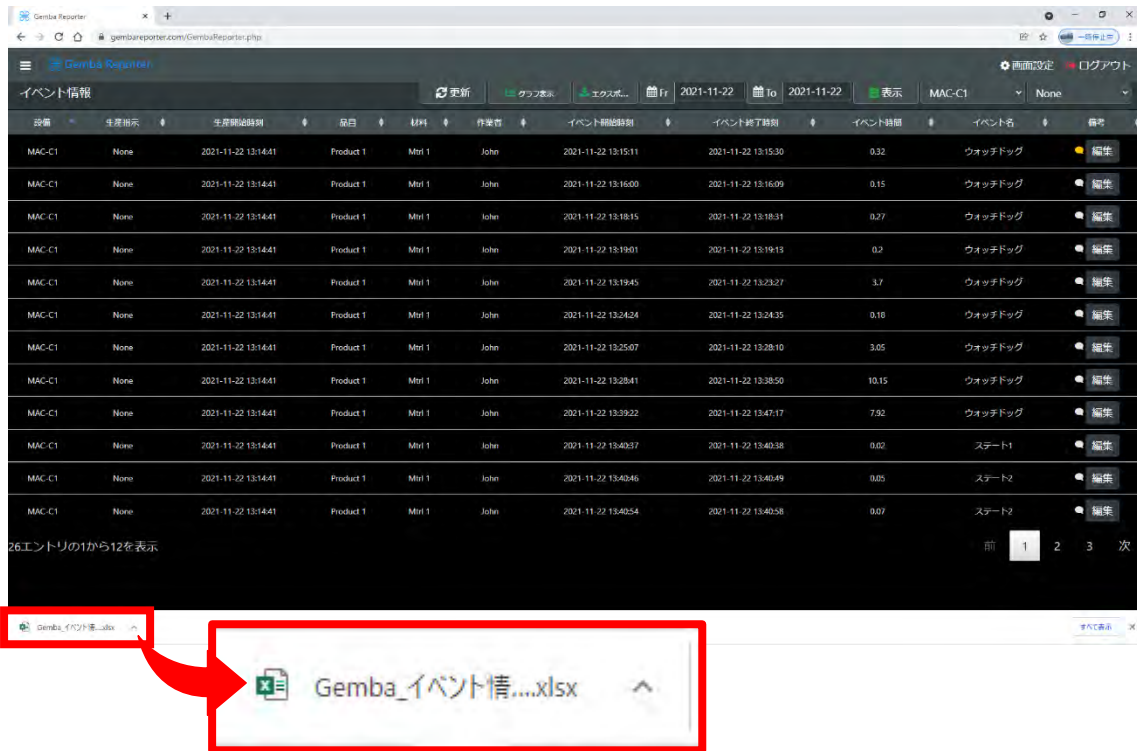 Gemba Reporter
gembareporter.com/GembaReporter.php
一時停止中
Gemba Reporter
画面設定 ログアウト
イベント情報 更新 グラフ表示 エクスポ... Fr 2021-11-22 To 2021-11-22 表示 MAC-C1 None
設備 生産指示 生産開始時刻 品目 材料 作業者 イベント開始時刻 イベント終了時刻 イベント時間 イベント名 備考
MAC-C1 None 2021-11-22 13:14:41 Product 1 Mtrl 1 John 2021-11-22 13:15:11 2021-11-22 13:15:30 0.32 ウォッチドッグ 編集
MAC-C1 None 2021-11-22 13:14:41 Product 1 Mtrl 1 John 2021-11-22 13:16:00 2021-11-22 13:16:09 0.15 ウォッチドッグ 編集
MAC-C1 None 2021-11-22 13:14:41 Product 1 Mtrl 1 John 2021-11-22 13:18:15 2021-11-22 13:18:31 0.27 ウォッチドッグ 編集
MAC-C1 None 2021-11-22 13:14:41 Product 1 Mtrl 1 John 2021-11-22 13:19:01 2021-11-22 13:19:13 0.2 ウォッチドッグ 編集
MAC-C1 None 2021-11-22 13:14:41 Product 1 Mtrl 1 John 2021-11-22 13:19:45 2021-11-22 13:23:27 3.7 ウォッチドッグ 編集
MAC-C1 None 2021-11-22 13:14:41 Product 1 Mtrl 1 John 2021-11-22 13:24:24 2021-11-22 13:24:35 0.18 ウォッチドッグ 編集
MAC-C1 None 2021-11-22 13:14:41 Product 1 Mtrl 1 John 2021-11-22 13:25:07 2021-11-22 13:28:10 3.05 ウォッチドッグ 編集
MAC-C1 None 2021-11-22 13:14:41 Product 1 Mtrl 1 John 2021-11-22 13:28:41 2021-11-22 13:38:50 10.15 ウォッチドッグ 編集
MAC-C1 None 2021-11-22 13:14:41 Product 1 Mtrl 1 John 2021-11-22 13:39:22 2021-11-22 13:47:17 7.92 ウォッチドッグ 編集
MAC-C1 None 2021-11-22 13:14:41 Product 1 Mtrl 1 John 2021-11-22 13:40:37 2021-11-22 13:40:38 0.02 ステート1 編集
MAC-C1 None 2021-11-22 13:14:41 Product 1 Mtrl 1 John 2021-11-22 13:40:46 2021-11-22 13:40:49 0.05 ステート2 編集
MAC-C1 None 2021-11-22 13:14:41 Product 1 Mtrl 1 John 2021-11-22 13:40:54 2021-11-22 13:40:58 0.07 ステート2 編集
26エントリの1から12を表示 前 1 2 3 次
Gemba_イベント情....xlsx すべて表示
Gemba_イベント情....xlsx